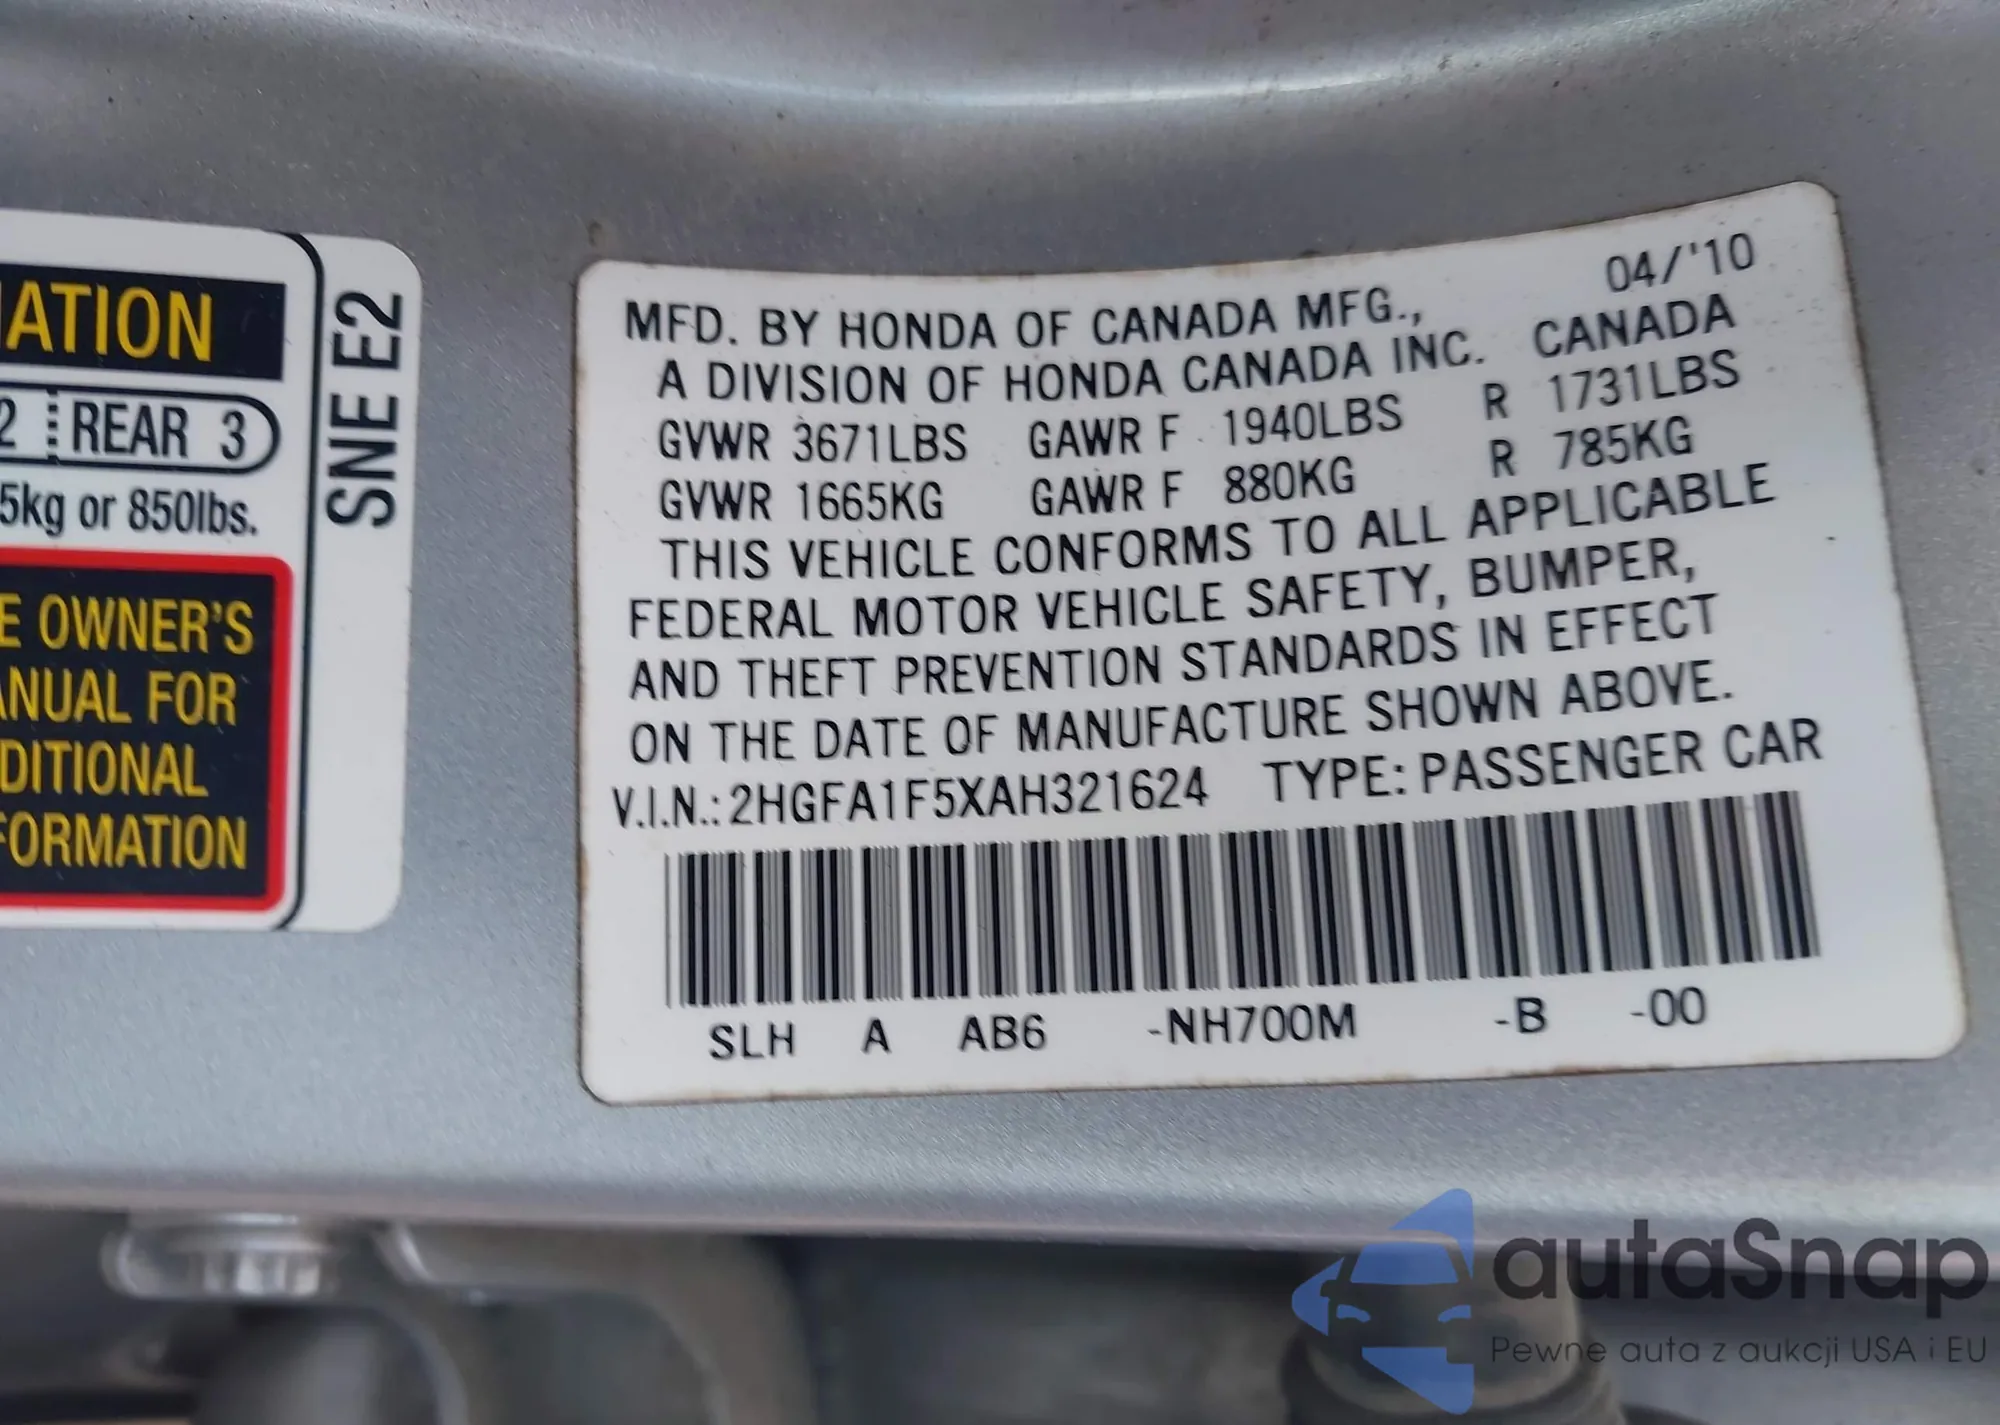 ATION
2 REAR 3
5kg or 850lbs.
E OWNER'S
ANUAL FOR
DITIONAL
FORMATION
SNE E2
04/'10
MFD. BY HONDA OF CANADA MFG.,
A DIVISION OF HONDA CANADA INC. CANADA
GVWR 3671LBS GAWR F 1940LBS R 1731LBS
GVWR 1665KG GAWR F 880KG R 785KG
THIS VEHICLE CONFORMS TO ALL APPLICABLE
FEDERAL MOTOR VEHICLE SAFETY, BUMPER,
AND THEFT PREVENTION STANDARDS IN EFFECT
ON THE DATE OF MANUFACTURE SHOWN ABOVE.
V.I.N.: 2HGFA1F5XAH321624 TYPE: PASSENGER CAR
SLH A AB6 -NH700M -B -00
autaSnap
Pewne auta z aukcji USA i EU